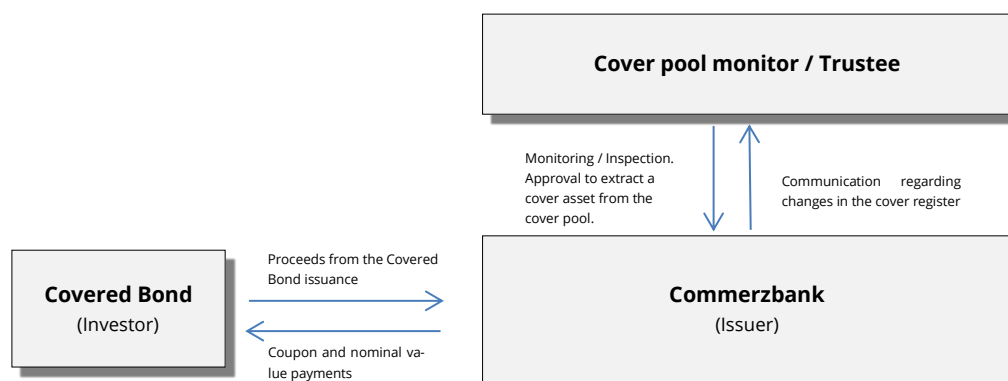 Cover pool monitor / Trustee
Monitoring / Inspection.
Approval to extract a
cover asset from the
cover pool.
Communication regarding
changes in the cover register
Proceeds from the Covered
Bond issuance
Covered Bond
(Investor)
Commerzbank
(Issuer)
Coupon and nominal va-
lue payments